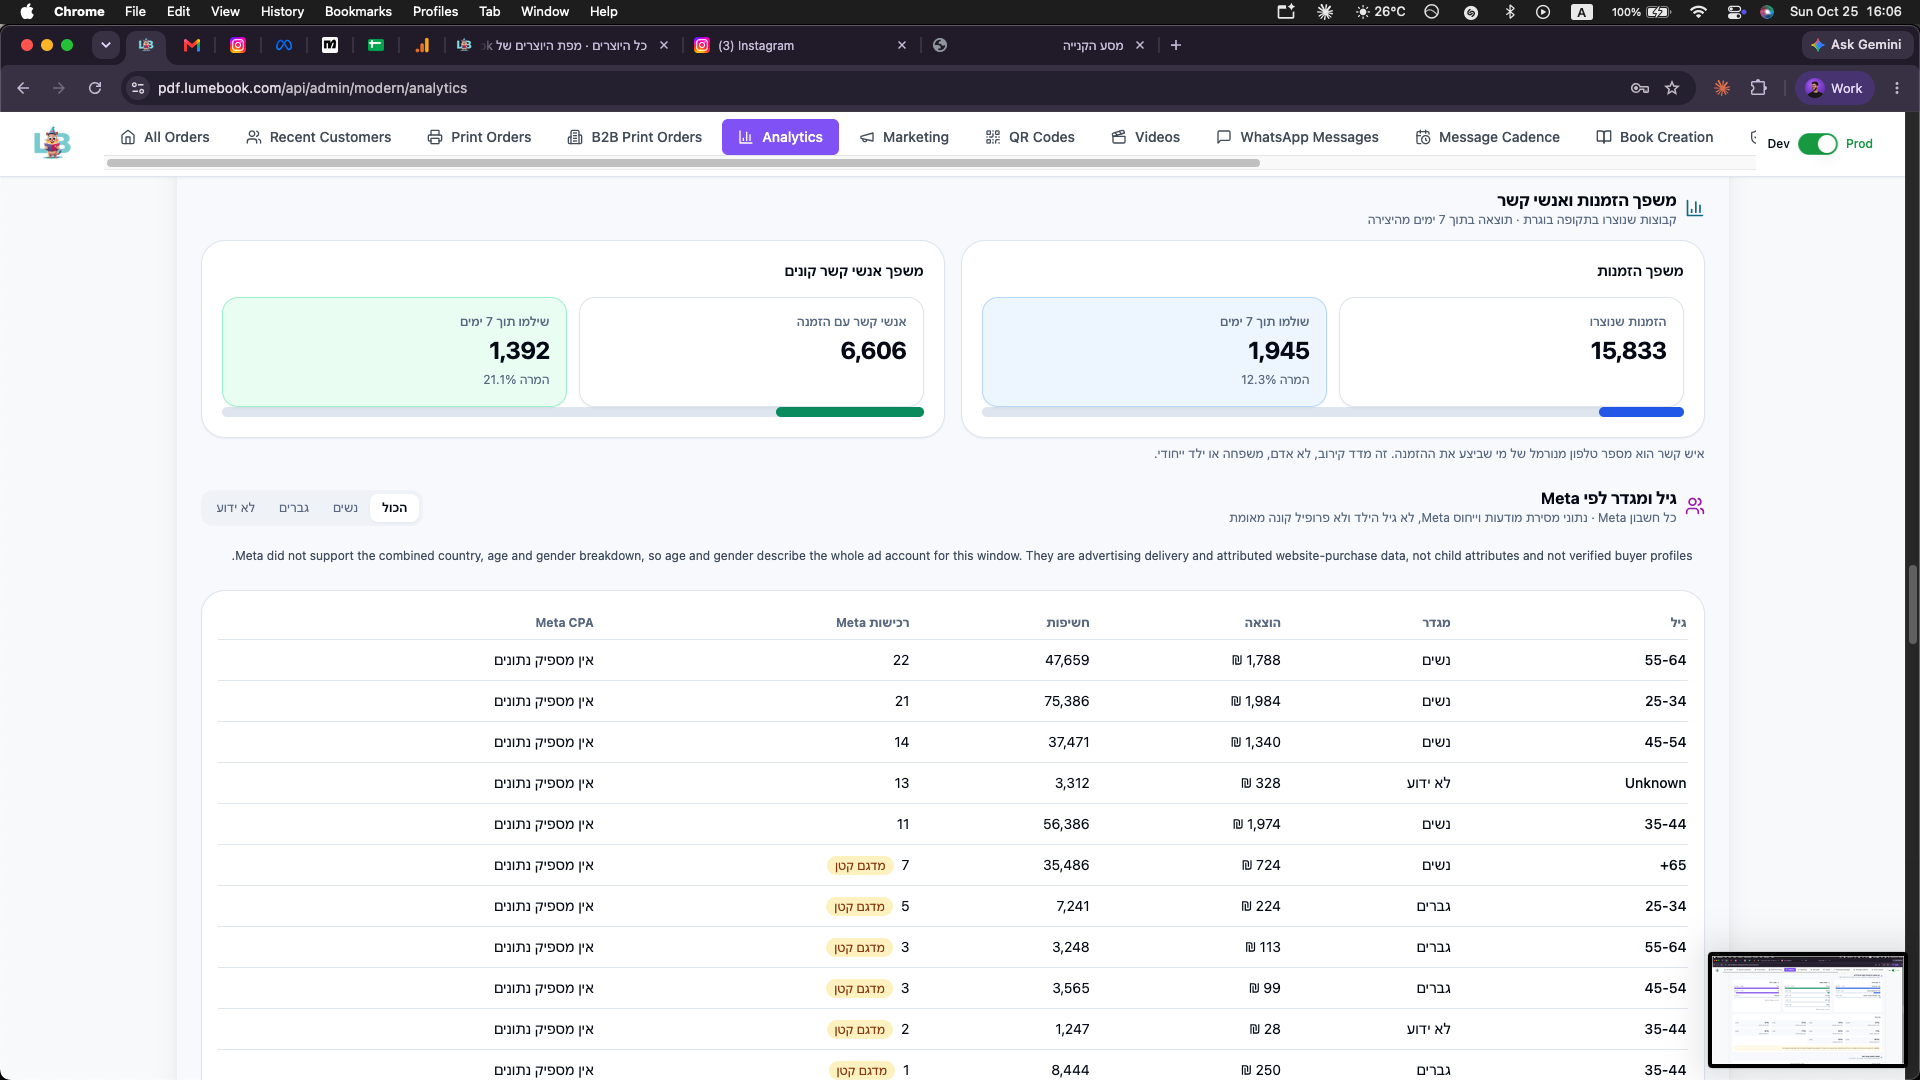 Chrome File Edit View History Bookmarks Profiles Tab Window Help 26°C A 100% Sun Oct 25 16:06
כל היוצרים · מפת היוצרים של
(3) Instagram
מסע הקנייה
Ask Gemini
pdf.lumebook.com/api/admin/modern/analytics
Work
All Orders Recent Customers Print Orders B2B Print Orders Analytics Marketing QR Codes Videos WhatsApp Messages Message Cadence Book Creation Dev Prod
משפך הזמנות ואנשי קשר
קבוצות שנוצרו בתקופה בוגרת · תוצאה בתוך 7 ימים מהיצירה
משפך הזמנות
הזמנות שנוצרו
15,833
שולמו תוך 7 ימים
1,945
המרה 12.3%
משפך אנשי קשר קונים
אנשי קשר עם הזמנה
6,606
שילמו תוך 7 ימים
1,392
המרה 21.1%
איש קשר הוא מספר טלפון מנורמל של מי שביצע את ההזמנה. זה מדד קירוב, לא אדם, משפחה או ילד ייחודי.
גיל ומגדר לפי Meta
כל חשבון Meta · נתוני מסירת מודעות וייחוס Meta, לא גיל הילד ולא פרופיל קונה מאומת
הכול נשים גברים לא ידוע
Meta did not support the combined country, age and gender breakdown, so age and gender describe the whole ad account for this window. They are advertising delivery and attributed website-purchase data, not child attributes and not verified buyer profiles.
גיל מגדר הוצאה חשיפות רכישות Meta Meta CPA
55-64 נשים 1,788 ₪ 47,659 22 אין מספיק נתונים
25-34 נשים 1,984 ₪ 75,386 21 אין מספיק נתונים
45-54 נשים 1,340 ₪ 37,471 14 אין מספיק נתונים
Unknown לא ידוע 328 ₪ 3,312 13 אין מספיק נתונים
35-44 נשים 1,974 ₪ 56,386 11 אין מספיק נתונים
65+ נשים 724 ₪ 35,486 7 מדגם קטן אין מספיק נתונים
25-34 גברים 224 ₪ 7,241 5 מדגם קטן אין מספיק נתונים
55-64 גברים 113 ₪ 3,248 3 מדגם קטן אין מספיק נתונים
45-54 גברים 99 ₪ 3,565 3 מדגם קטן אין מספיק נתונים
35-44 לא ידוע 28 ₪ 1,247 2 מדגם קטן אין מספיק נתונים
35-44 גברים 250 ₪ 8,444 1 מדגם קטן אין מספיק נתונים